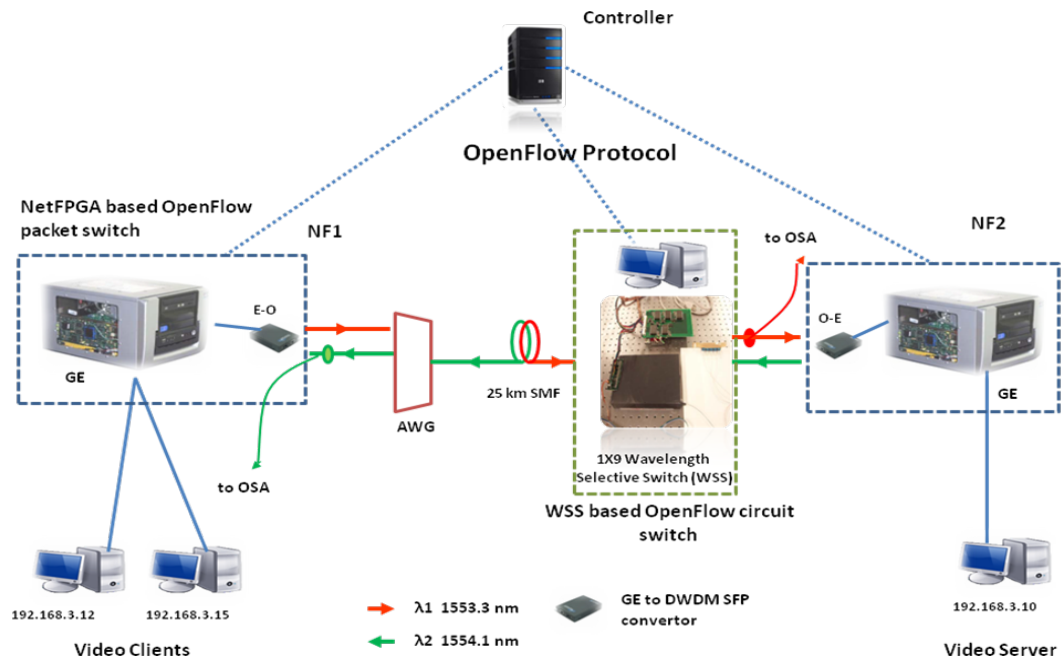 Controller
OpenFlow Protocol
NetFPGA based OpenFlow
packet switch
NF1
NF2
to OSA
E-O
O-E
GE
GE
25 km SMF
AWG
1X9 Wavelength
Selective Switch (WSS)
to OSA
WSS based OpenFlow circuit
switch
192.168.3.12
192.168.3.15
192.168.3.10
λ1 1553.3 nm
λ2 1554.1 nm
GE to DWDM SFP
convertor
Video Clients
Video Server